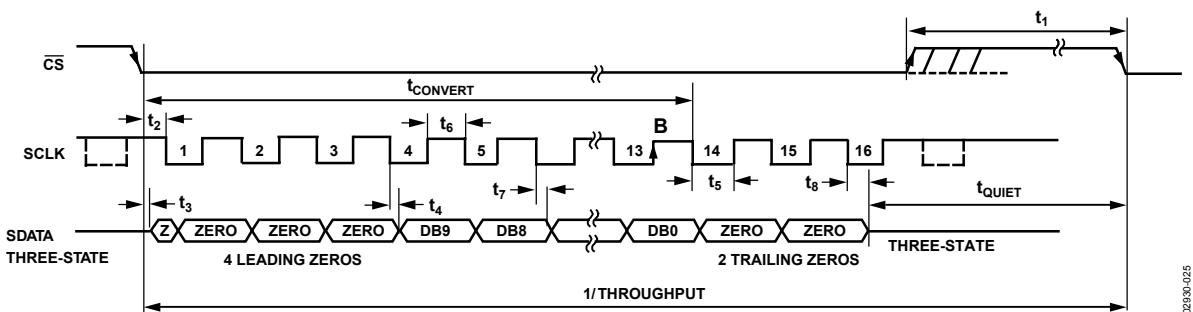 t1
CS
tCONVERT
t2
t6
B
SCLK
1
2
3
4
5
13
14
15
16
t3
t4
t7
t5
t8
tQUIET
SDATA
THREE-STATE
Z
ZERO
ZERO
ZERO
DB9
DB8
DB0
ZERO
ZERO
THREE-STATE
4 LEADING ZEROS
2 TRAILING ZEROS
1/THROUGHPUT
02930-025